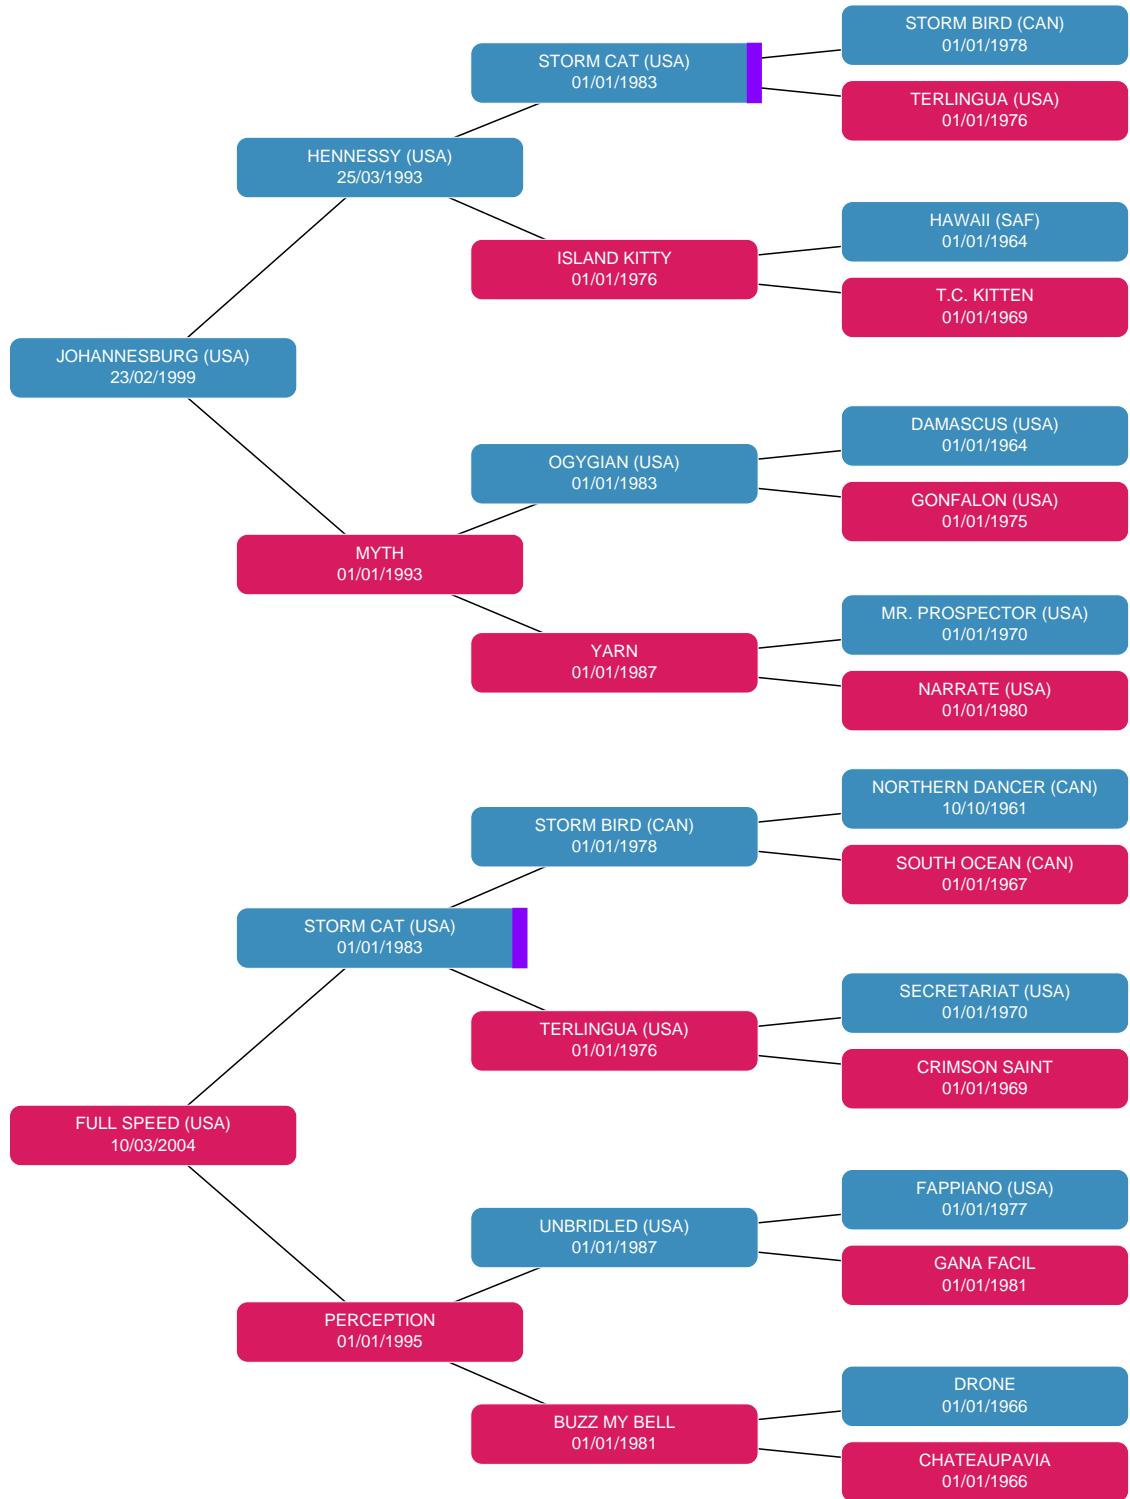 STORM BIRD (CAN)
01/01/1978
STORM CAT (USA)
01/01/1983
TERLINGUA (USA)
01/01/1976
HENNESSY (USA)
25/03/1993
HAWAII (SAF)
01/01/1964
ISLAND KITTY
01/01/1976
T.C. KITTEN
01/01/1969
JOHANNESBURG (USA)
23/02/1999
DAMASCUS (USA)
01/01/1964
OGYGIAN (USA)
01/01/1983
GONFALON (USA)
01/01/1975
MYTH
01/01/1993
MR. PROSPECTOR (USA)
01/01/1970
YARN
01/01/1987
NARRATE (USA)
01/01/1980
NORTHERN DANCER (CAN)
10/10/1961
STORM BIRD (CAN)
01/01/1978
SOUTH OCEAN (CAN)
01/01/1967
STORM CAT (USA)
01/01/1983
SECRETARIAT (USA)
01/01/1970
TERLINGUA (USA)
01/01/1976
CRIMSON SAINT
01/01/1969
FULL SPEED (USA)
10/03/2004
FAPPIANO (USA)
01/01/1977
UNBRIDLED (USA)
01/01/1987
GANA FACIL
01/01/1981
PERCEPTION
01/01/1995
DRONE
01/01/1966
BUZZ MY BELL
01/01/1981
CHATEAUPAVIA
01/01/1966